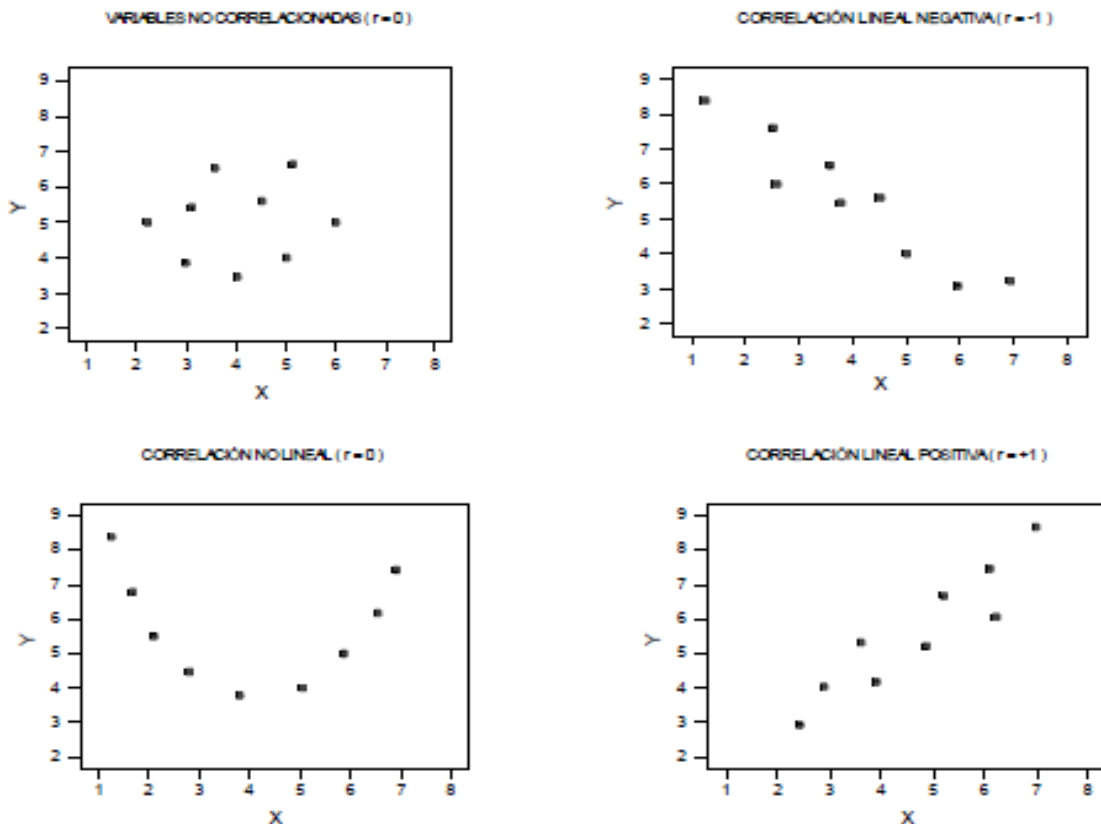 VARIABLES NO CORRELACIONADAS ( r = 0 )
9
8
7
6
5
4
3
2
Y
1 2 3 4 5 6 7 8
X
CORRELACIÓN LINEAL NEGATIVA ( r = -1 )
9
8
7
6
5
4
3
2
Y
1 2 3 4 5 6 7 8
X
CORRELACIÓN NO LINEAL ( r = 0 )
9
8
7
6
5
4
3
2
Y
1 2 3 4 5 6 7 8
X
CORRELACIÓN LINEAL POSITIVA ( r = +1 )
9
8
7
6
5
4
3
2
Y
1 2 3 4 5 6 7 8
X